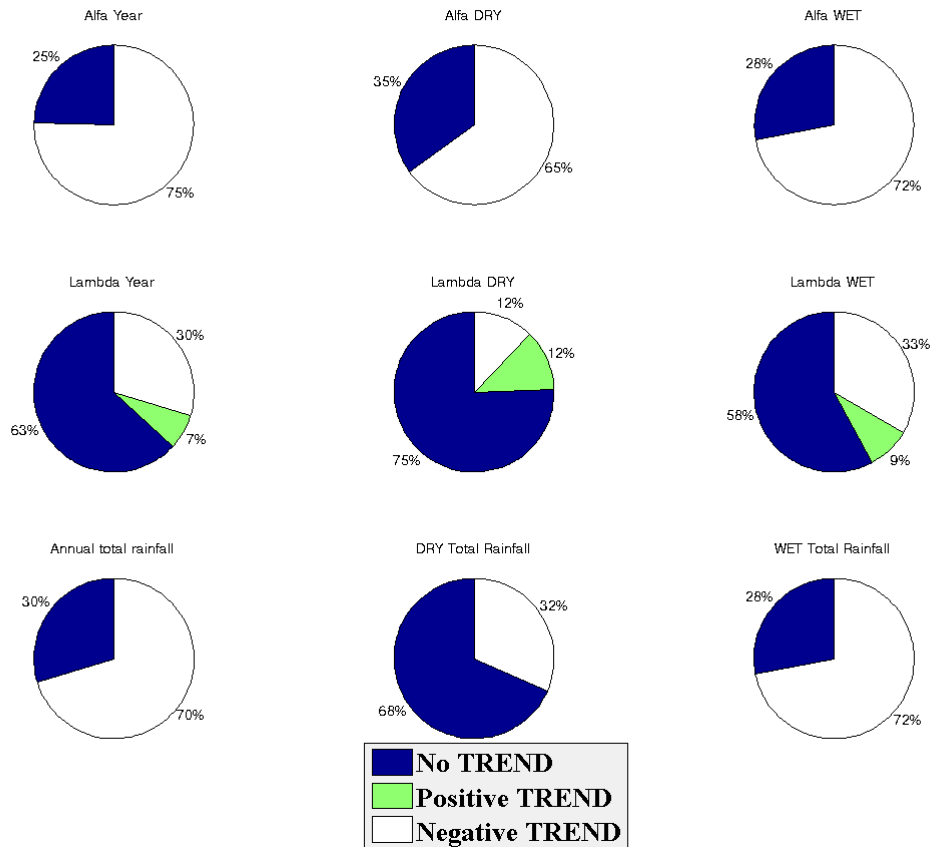 Alfa Year
25%
75%
Alfa DRY
35%
65%
Alfa WET
28%
72%
Lambda Year
30%
63%
7%
Lambda DRY
12%
12%
75%
Lambda WET
33%
58%
9%
Annual total rainfall
30%
70%
DRY Total Rainfall
32%
68%
WET Total Rainfall
28%
72%
No TREND
Positive TREND
Negative TREND